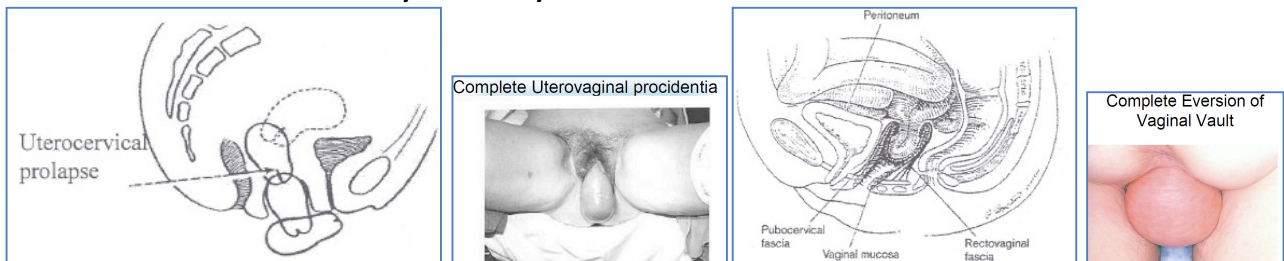 Uterocervical
prolapse
Complete Uterovaginal procidentia
Peritoneum
Pubocervical
fascia
Vaginal mucosa
Rectovaginal
fascia
Complete Eversion of
Vaginal Vault